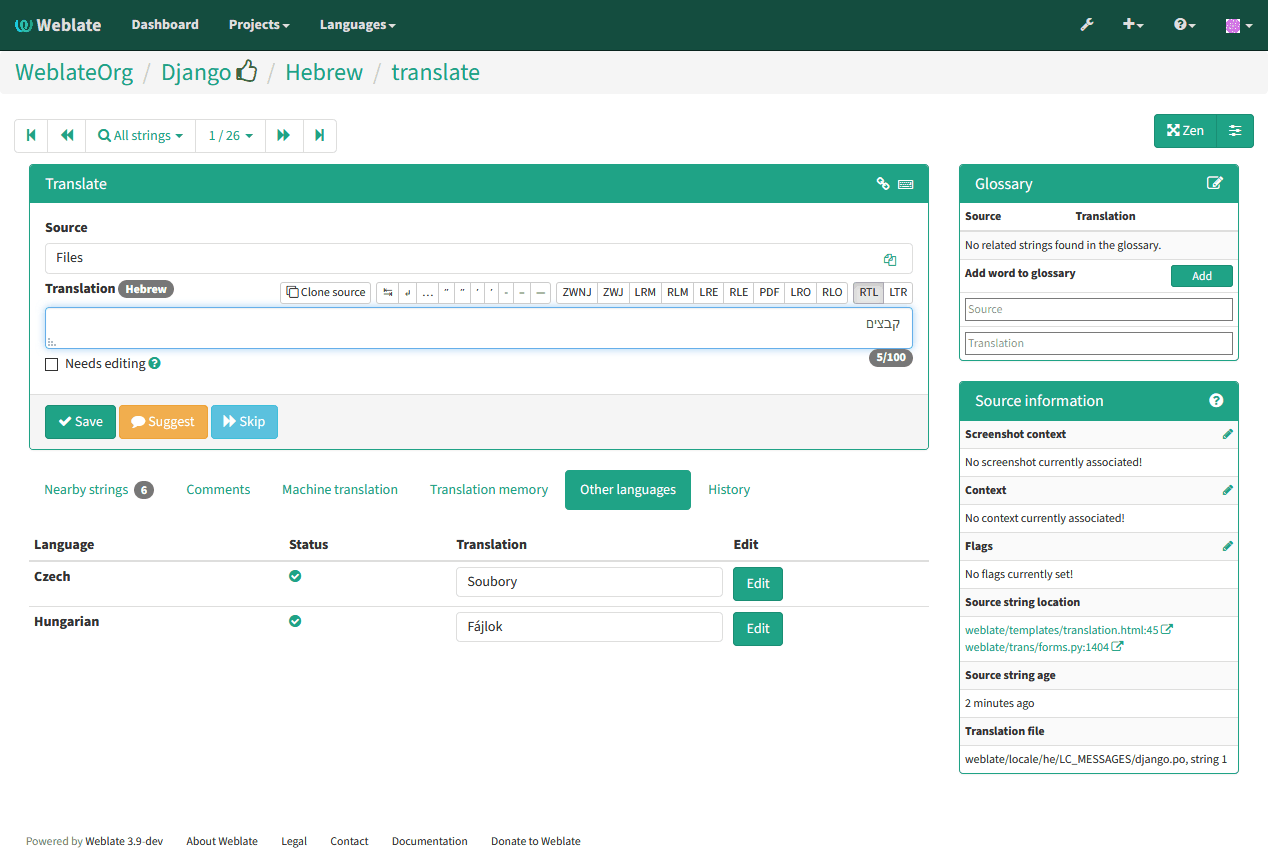 Weblate Dashboard Projects Languages
WeblateOrg / Django / Hebrew / translate
All strings 1 / 26 Zen
Translate
Source
Files
Translation Hebrew Clone source ↹ ↲ … “ ” ‘ ’ - – — ZWNJ ZWJ LRM RLM LRE RLE PDF LRO RLO RTL LTR
קבצים
Needs editing 5/100
Save Suggest Skip
Nearby strings 6 Comments Machine translation Translation memory Other languages History
Language Status Translation Edit
Czech Soubory Edit
Hungarian Fájlok Edit
Glossary
Source Translation
No related strings found in the glossary.
Add word to glossary Add
Source
Translation
Source information
Screenshot context
No screenshot currently associated!
Context
No context currently associated!
Flags
No flags currently set!
Source string location
weblate/templates/translation.html:45
weblate/trans/forms.py:1404
Source string age
2 minutes ago
Translation file
weblate/locale/he/LC_MESSAGES/django.po, string 1
Powered by Weblate 3.9-dev About Weblate Legal Contact Documentation Donate to Weblate